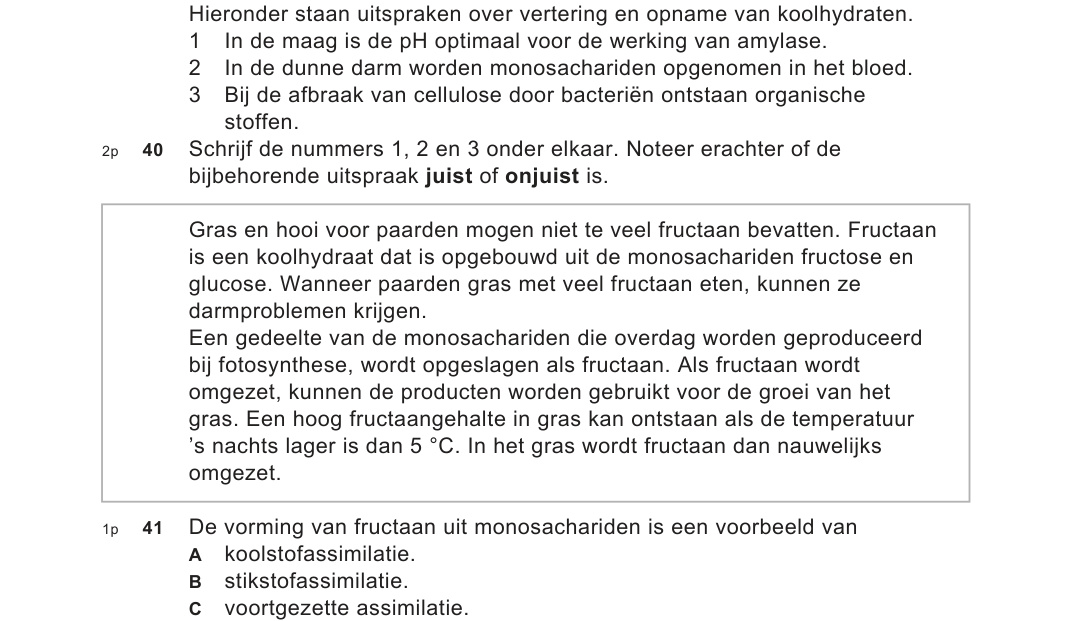 Hieronder staan uitspraken over vertering en opname van koolhydraten.
1 In de maag is de pH optimaal voor de werking van amylase.
2 In de dunne darm worden monosachariden opgenomen in het bloed.
3 Bij de afbraak van cellulose door bacteriën ontstaan organische
stoffen.
2p 40 Schrijf de nummers 1, 2 en 3 onder elkaar. Noteer erachter of de
bijbehorende uitspraak juist of onjuist is.
Gras en hooi voor paarden mogen niet te veel fructaan bevatten. Fructaan
is een koolhydraat dat is opgebouwd uit de monosachariden fructose en
glucose. Wanneer paarden gras met veel fructaan eten, kunnen ze
darmproblemen krijgen.
Een gedeelte van de monosachariden die overdag worden geproduceerd
bij fotosynthese, wordt opgeslagen als fructaan. Als fructaan wordt
omgezet, kunnen de producten worden gebruikt voor de groei van het
gras. Een hoog fructaangehalte in gras kan ontstaan als de temperatuur
's nachts lager is dan 5 °C. In het gras wordt fructaan dan nauwelijks
omgezet.
1p 41 De vorming van fructaan uit monosachariden is een voorbeeld van
A koolstofassimilatie.
B stikstofassimilatie.
C voortgezette assimilatie.